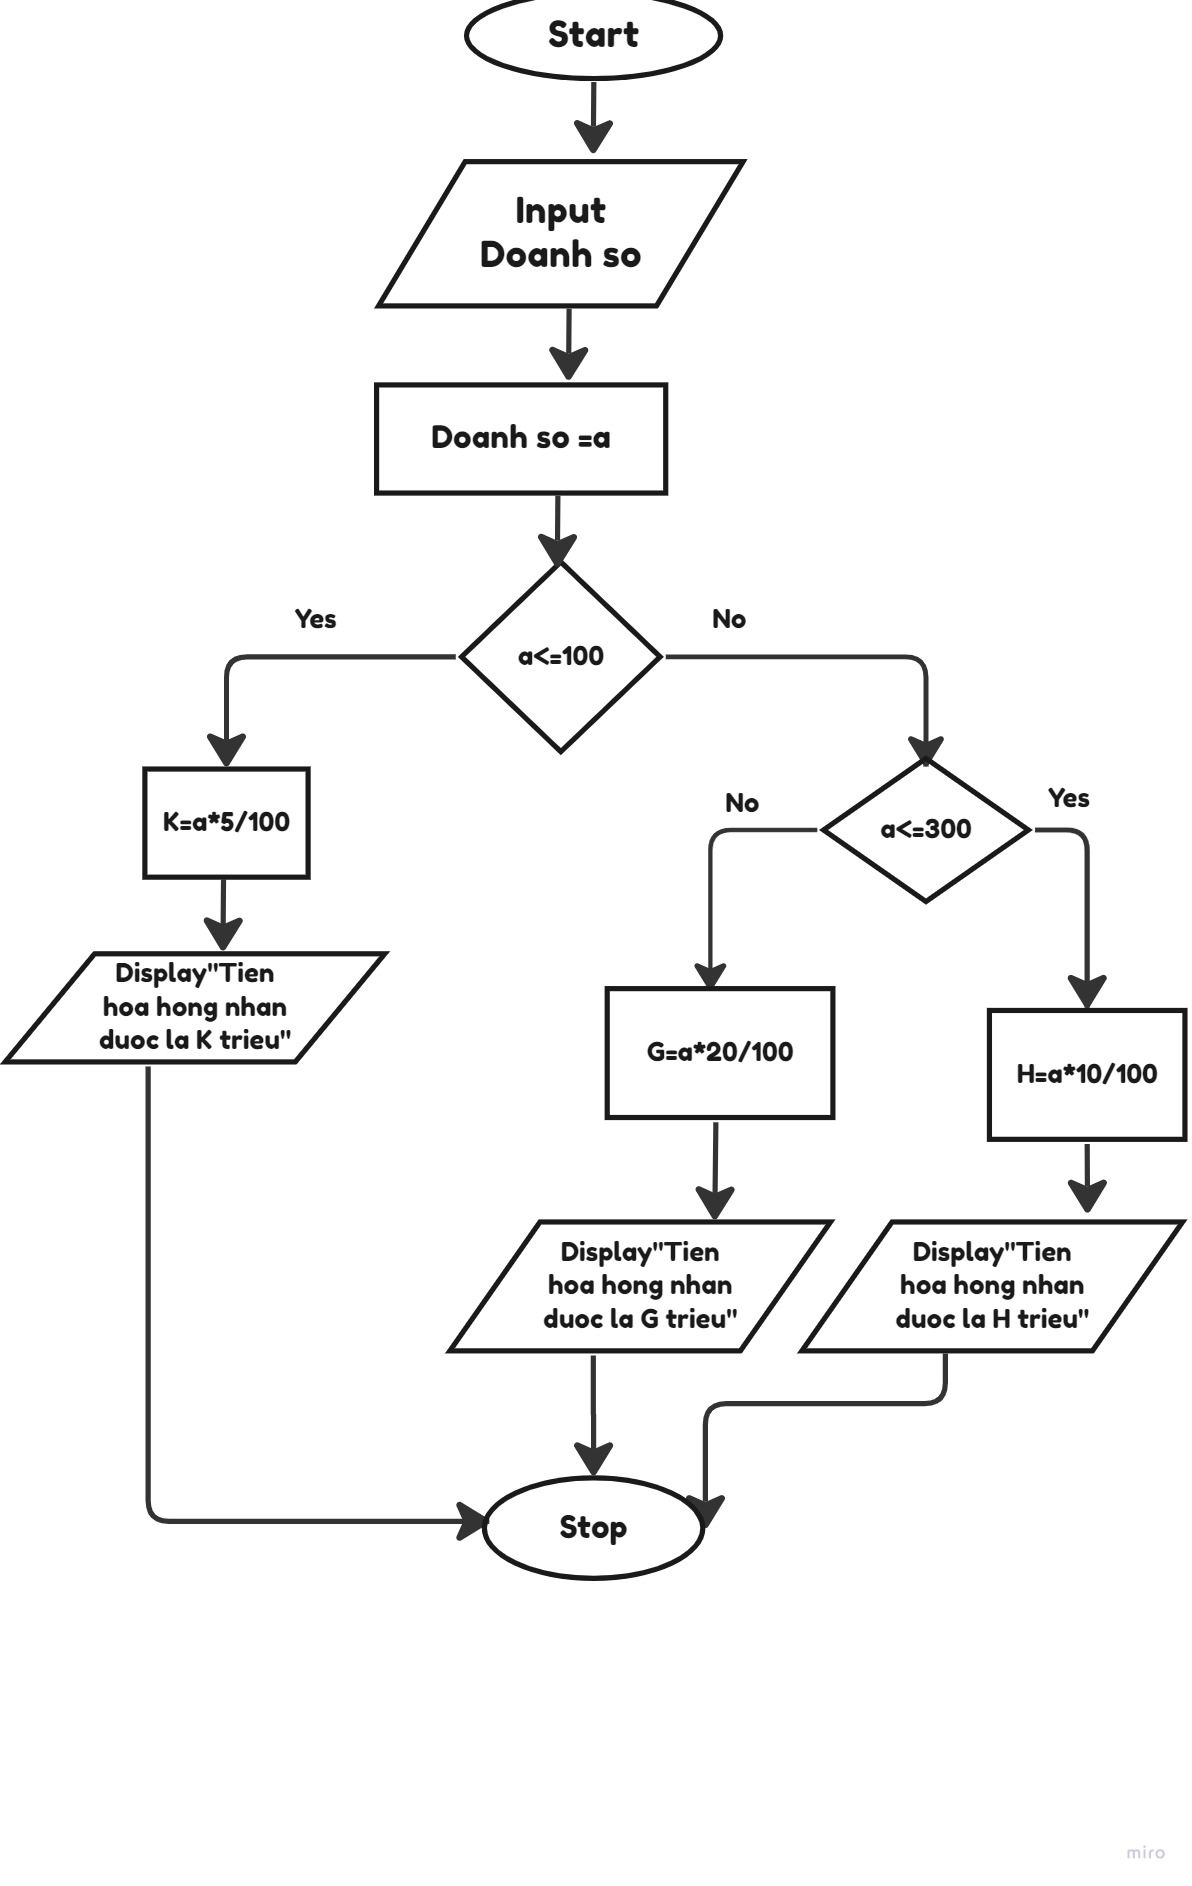 Start
Input
Doanh so
Doanh so =a
a<=100
Yes
No
K=a*5/100
Display"Tien
hoa hong nhan
duoc la K trieu"
a<=300
No
Yes
G=a*20/100
H=a*10/100
Display"Tien
hoa hong nhan
duoc la G trieu"
Display"Tien
hoa hong nhan
duoc la H trieu"
Stop
miro